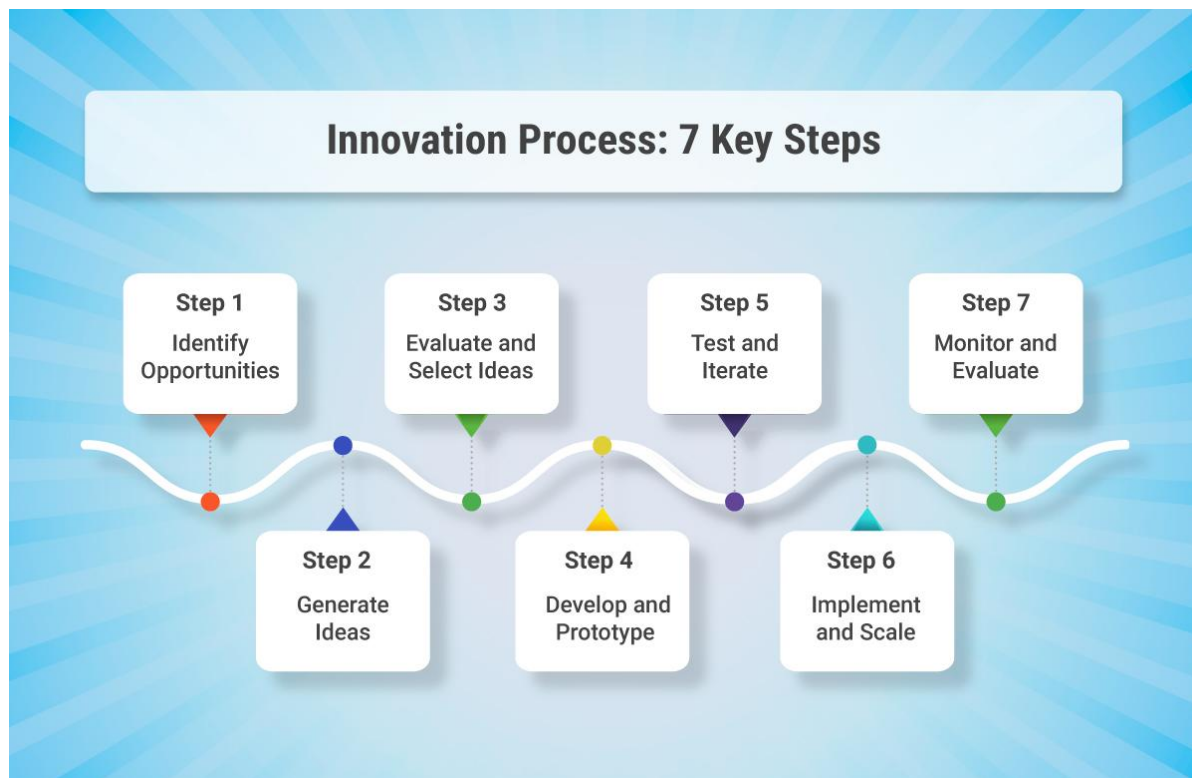 Innovation Process: 7 Key Steps
Step 1
Identify
Opportunities
Step 2
Generate
Ideas
Step 3
Evaluate and
Select Ideas
Step 4
Develop and
Prototype
Step 5
Test and
Iterate
Step 6
Implement
and Scale
Step 7
Monitor and
Evaluate